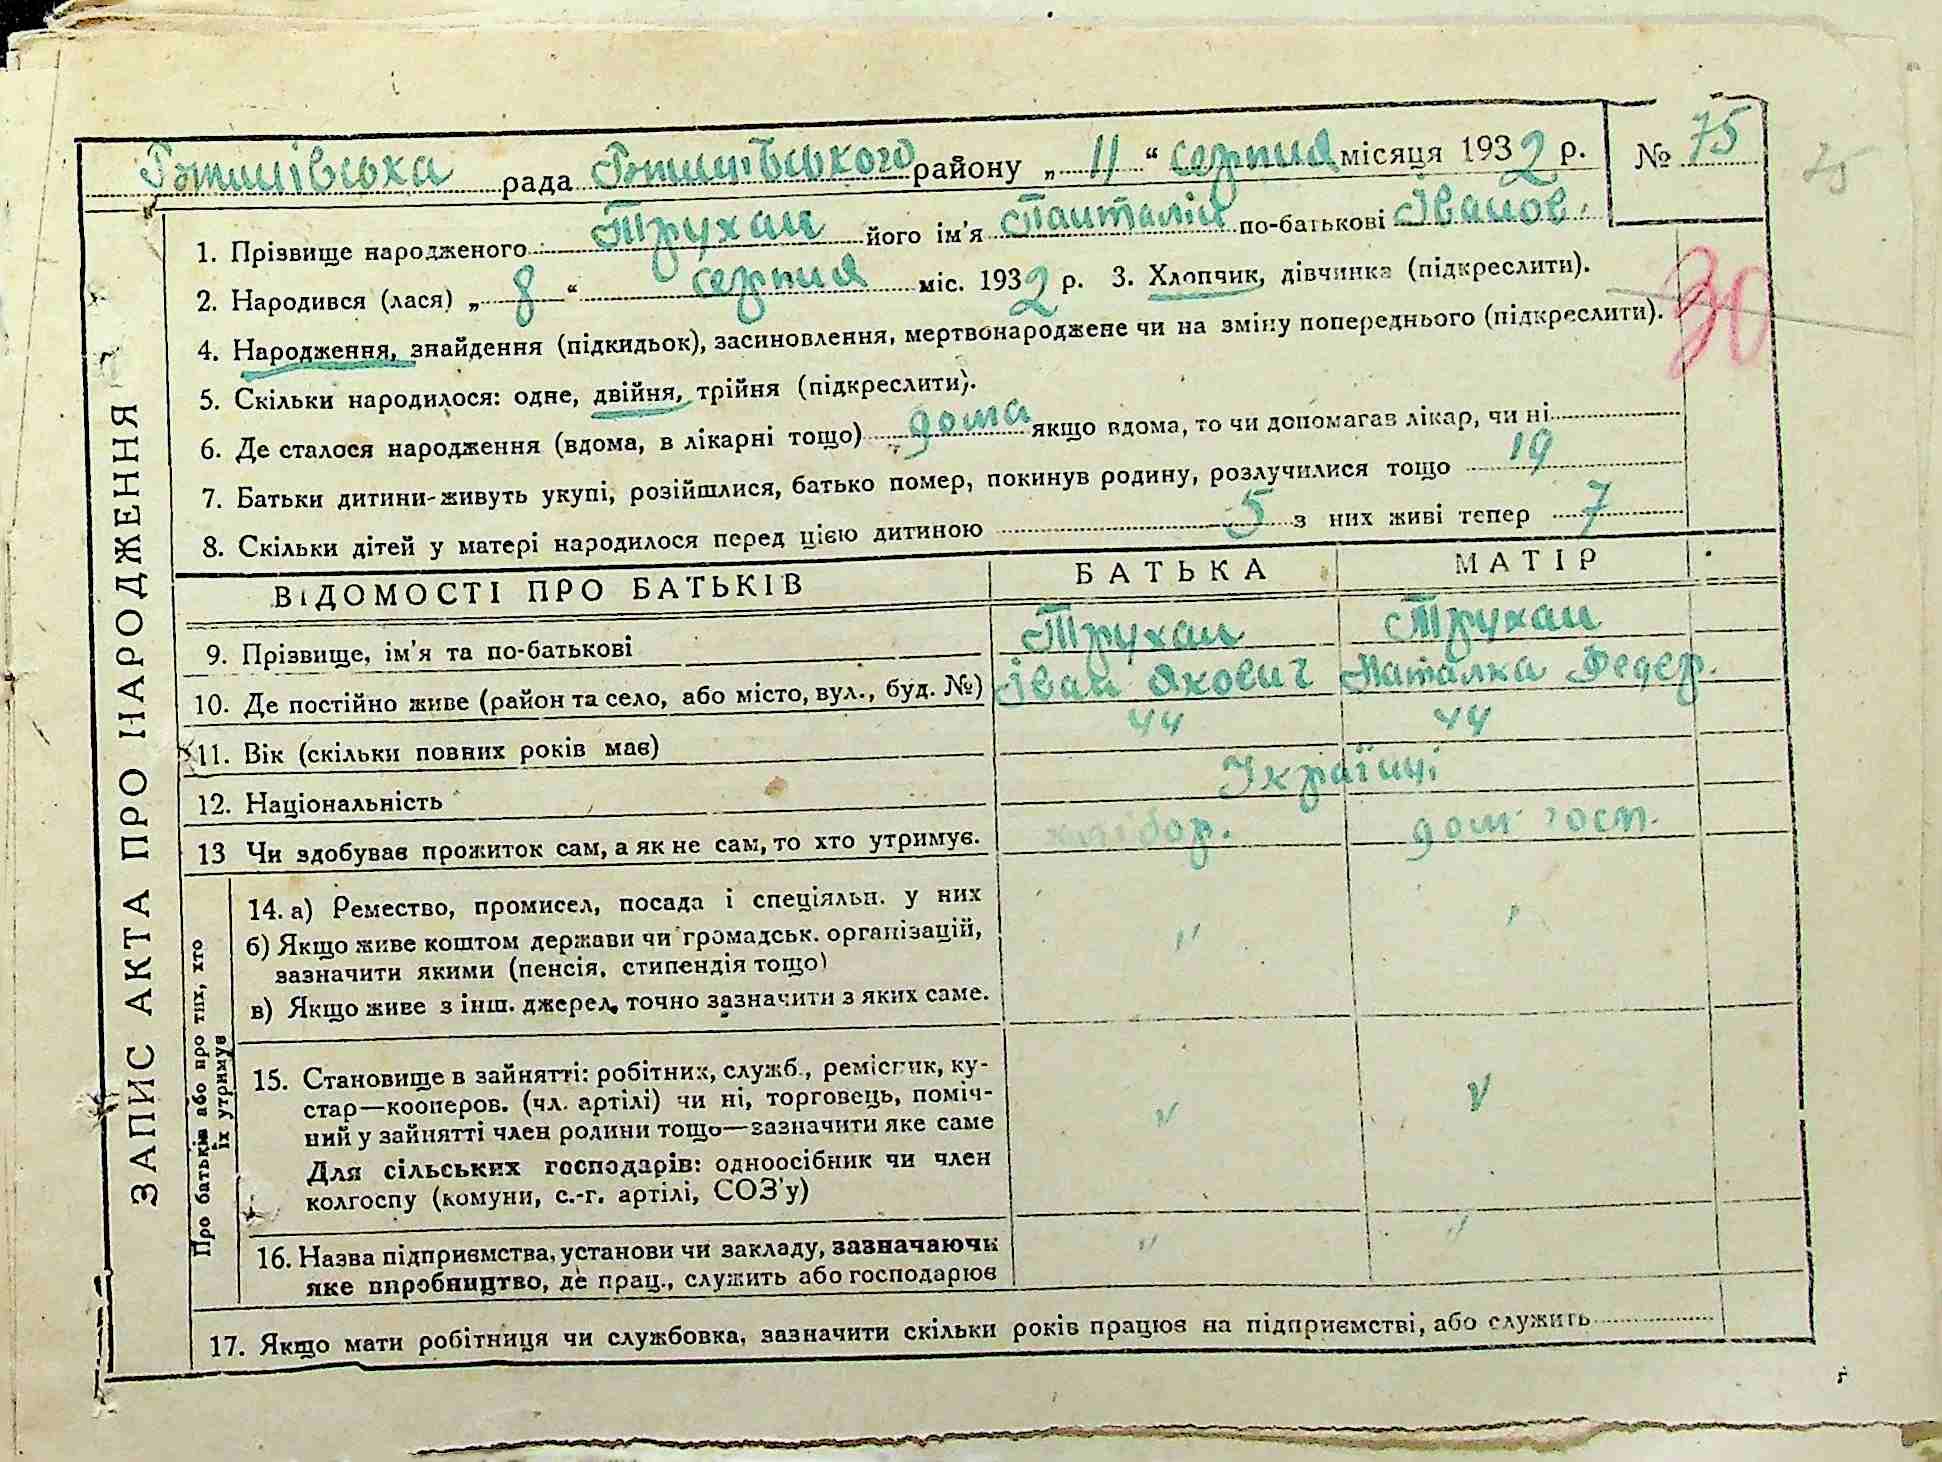 рада району „ 11 “ серпня місяця 1932 р. № 75
75
1. Прізвище народженого Трухан його ім'я Панталій по-батькові Іванов.
2. Народився (лася) „ 8 “ серпня міс. 1932 р. 3. Хлопчик, дівчинка (підкреслити).
30
4. Народження, знайдення (підкидьок), засиновлення, мертвонароджене чи на зміну попереднього (підкреслити).
5. Скільки народилося: одне, двійня, трійня (підкреслити).
6. Де сталося народження (вдома, в лікарні тощо) дома якщо вдома, то чи допомагав лікар, чи ні
7. Батьки дитини-живуть укупі, розійшлися, батько помер, покинув родину, розлучилися тощо 19
8. Скільки дітей у матері народилося перед цією дитиною 5 з них живі тепер 7
ВІДОМОСТІ ПРО БАТЬКІВ БАТЬКА МАТІР
9. Прізвище, ім'я та по-батькові Трухан Трухан
10. Де постійно живе (район та село, або місто, вул., буд. №) Іван Якович Наталка Федер.
11. Вік (скільки повних років має) 44 44
12. Національність Українці
13 Чи здобував прожиток сам, а як не сам, то хто утримує. хлібор. дом госп.
14. а) Ремество, промисел, посада і спеціяльн. у них
б) Якщо живе коштом держави чи громадськ. організацій,
зазначити якими (пенсія, стипендія тощо)
в) Якщо живе з інш. джерел, точно зазначити з яких саме.
15. Становище в зайнятті: робітник, служб., ремісник, ку-
стар—кооперов. (чл. артілі) чи ні, торговець, поміч-
ний у зайнятті член родини тощо—зазначити яке саме
Для сільських господарів: одноосібник чи член
колгоспу (комуни, с.-г. артілі, СОЗ'у)
16. Назва підприємства, установи чи закладу, зазначаючи
яке виробництво, де прац., служить або господарює
17. Якщо мати робітниця чи службовка, зазначити скільки років працює на підприємстві, або служить
ЗАПИС АКТА ПРО НАРОДЖЕННЯ
Про батьків або про тих, хто
їх утримує